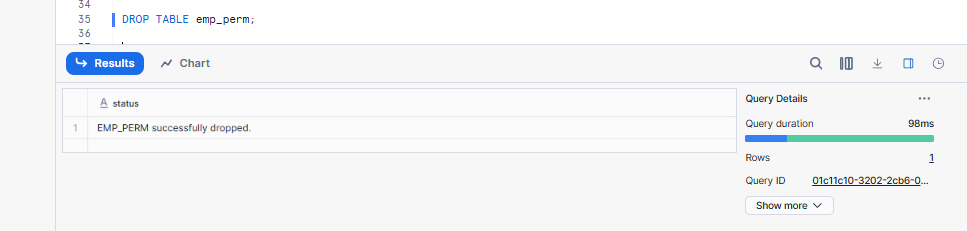 34
35 DROP TABLE emp_perm;
36
Results Chart
A status
1 EMP_PERM successfully dropped.
Query Details ...
Query duration 98ms
Rows 1
Query ID 01c11c10-3202-2cb6-0...
Show more